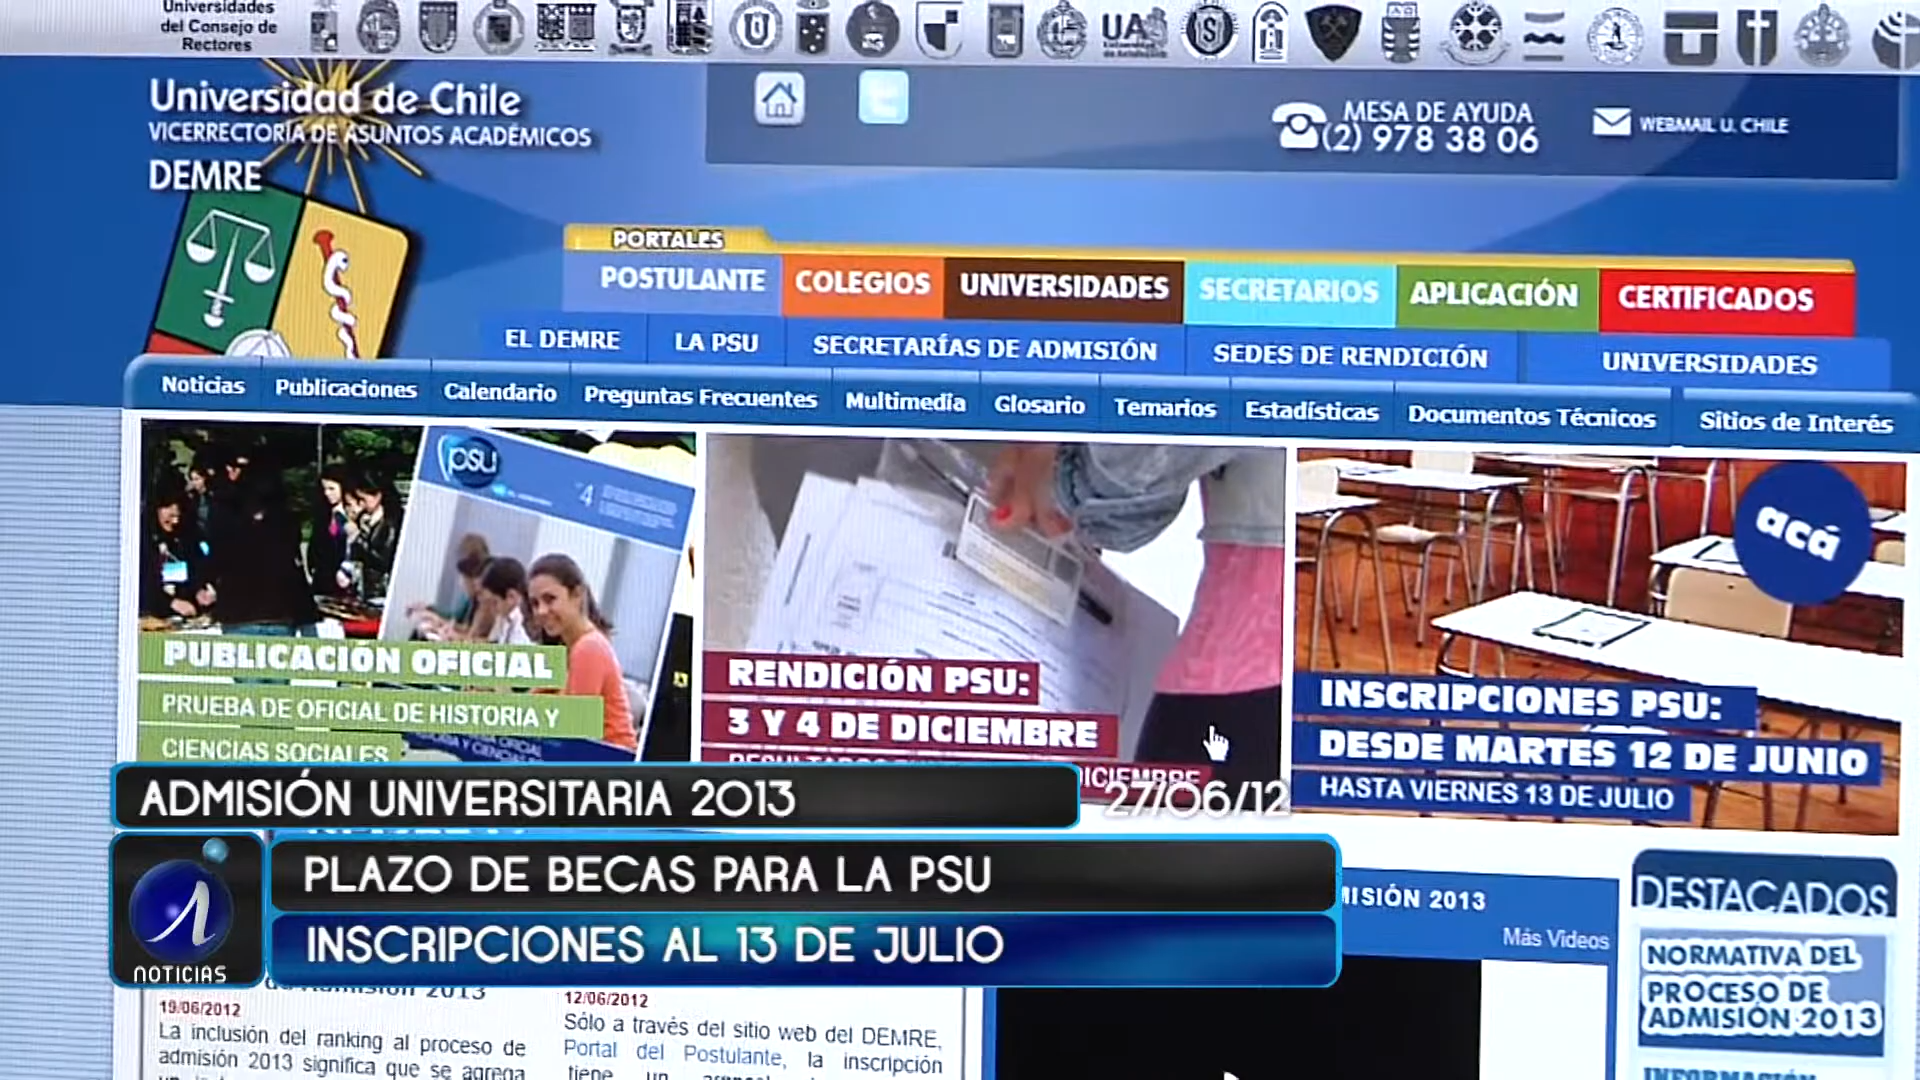 Universidades
del Consejo de
Rectores
UA
Universidad de Chile
VICERRECTORÍA DE ASUNTOS ACADÉMICOS
DEMRE
MESA DE AYUDA
(2) 978 38 06
WEBMAIL U. CHILE
PORTALES
POSTULANTE
COLEGIOS
UNIVERSIDADES
SECRETARIOS
APLICACIÓN
CERTIFICADOS
EL DEMRE
LA PSU
SECRETARÍAS DE ADMISIÓN
SEDES DE RENDICIÓN
UNIVERSIDADES
Noticias
Publicaciones
Calendario
Preguntas Frecuentes
Multimedia
Glosario
Temarios
Estadísticas
Documentos Técnicos
Sitios de Interés
psu
4
PUBLICACIÓN OFICIAL
PRUEBA DE OFICIAL DE HISTORIA Y
CIENCIAS SOCIALES
RENDICIÓN PSU:
3 Y 4 DE DICIEMBRE
acá
INSCRIPCIONES PSU:
DESDE MARTES 12 DE JUNIO
HASTA VIERNES 13 DE JULIO
ADMISIÓN UNIVERSITARIA 2013
27/06/12
PLAZO DE BECAS PARA LA PSU
INSCRIPCIONES AL 13 DE JULIO
NOTICIAS
2013
Más Videos
DESTACADOS
NORMATIVA DEL
PROCESO DE
ADMISIÓN 2013
INFORMACIÓN
19/06/2012
La inclusión del ranking al proceso de
admisión 2013 significa que se agrega
12/06/2012
Sólo a través del sitio web del DEMRE,
Portal del Postulante, la inscripción
tiene un